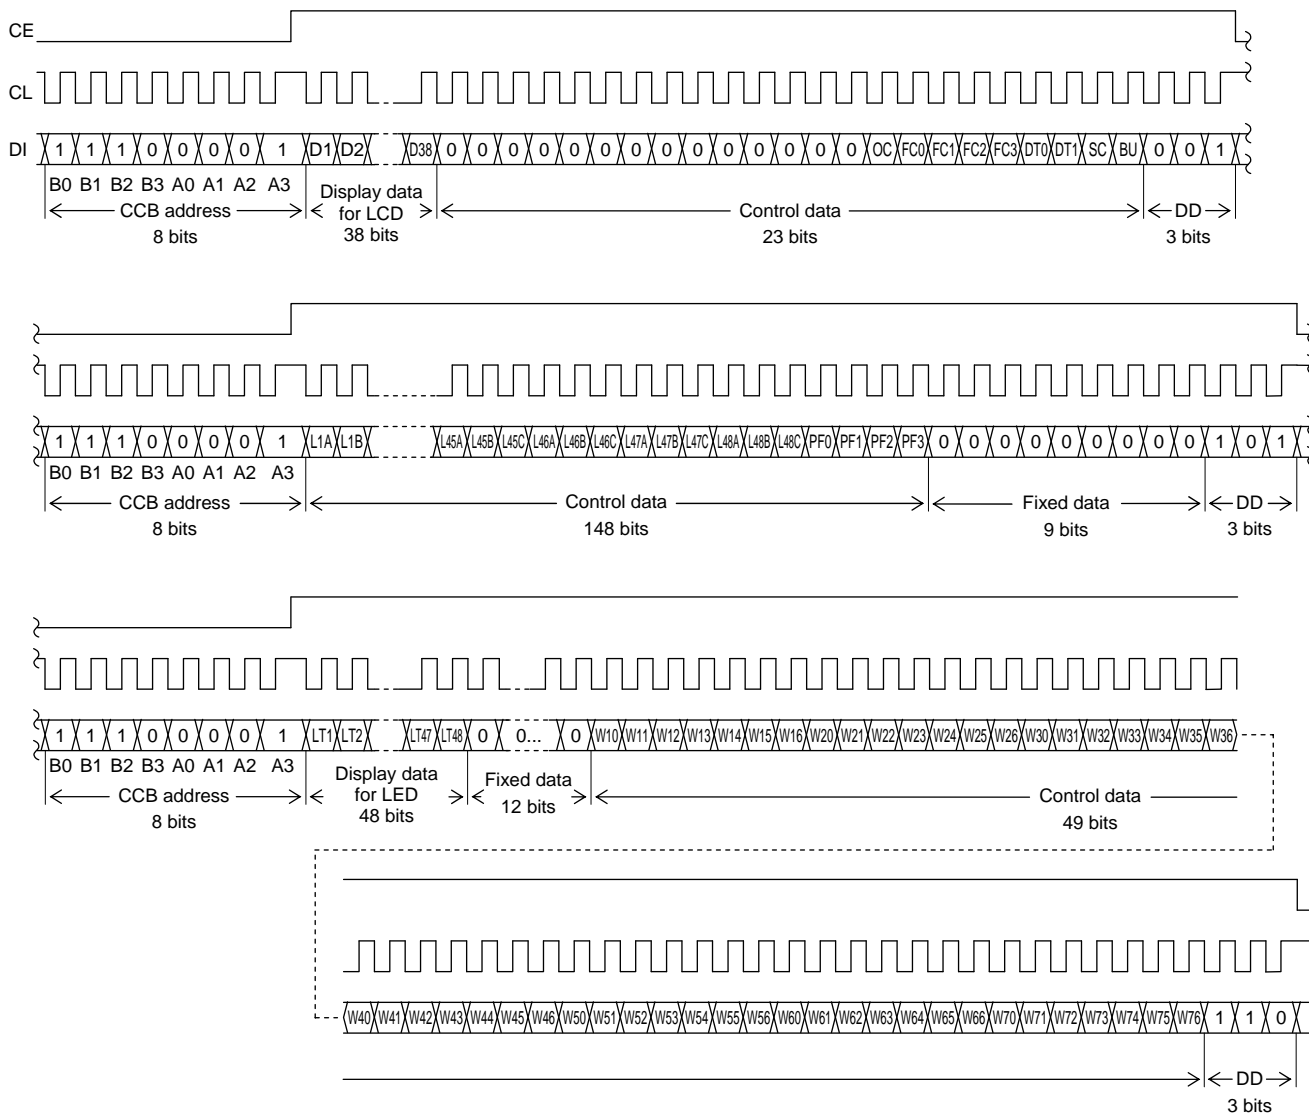 CE
CL
DI 1 1 1 0 0 0 0 1 D1 D2 D38 0 0 0 0 0 0 0 0 0 0 0 0 0 0 OC FC0 FC1 FC2 FC3 DT0 DT1 SC BU 0 0 1
B0 B1 B2 B3 A0 A1 A2 A3
CCB address
8 bits
Display data
for LCD
38 bits
Control data
23 bits
DD
3 bits
1 1 1 0 0 0 0 1 L1A L1B L45A L45B L45C L46A L46B L46C L47A L47B L47C L48A L48B L48C PF0 PF1 PF2 PF3 0 0 0 0 0 0 0 0 0 1 0 1
B0 B1 B2 B3 A0 A1 A2 A3
CCB address
8 bits
Control data
148 bits
Fixed data
9 bits
DD
3 bits
1 1 1 0 0 0 0 1 LT1 LT2 LT47 LT48 0 0... 0 W10 W11 W12 W13 W14 W15 W16 W20 W21 W22 W23 W24 W25 W26 W30 W31 W32 W33 W34 W35 W36
B0 B1 B2 B3 A0 A1 A2 A3
CCB address
8 bits
Display data
for LED
48 bits
Fixed data
12 bits
Control data
49 bits
W40 W41 W42 W43 W44 W45 W46 W50 W51 W52 W53 W54 W55 W56 W60 W61 W62 W63 W64 W65 W66 W70 W71 W72 W73 W74 W75 W76 1 1 0
DD
3 bits